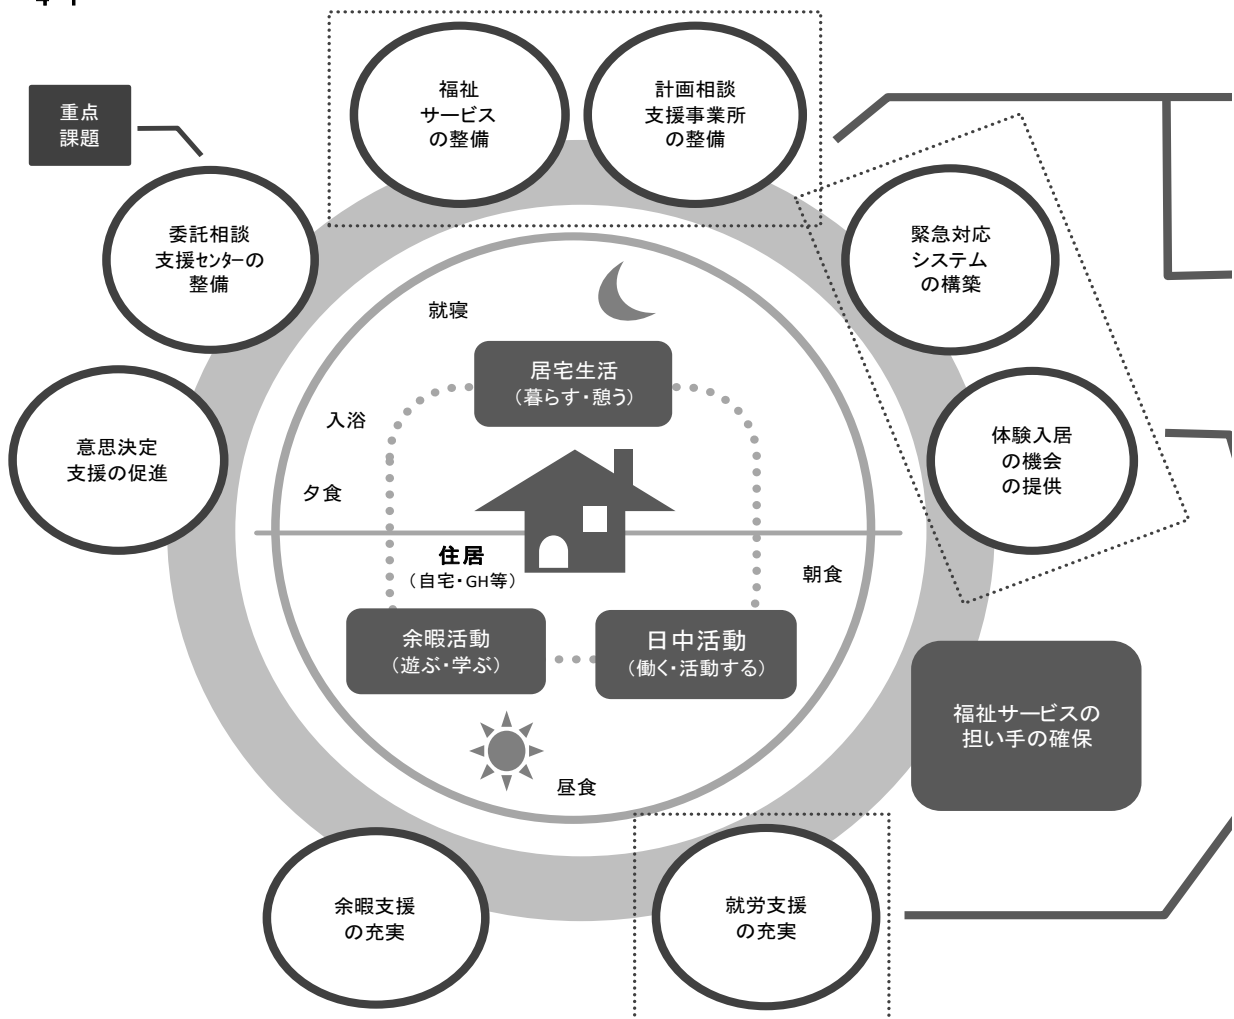 福祉
サービス
の整備
計画相談
支援事業所
の整備
重点
課題
委託相談
支援センターの
整備
緊急対応
システム
の構築
就寝
居宅生活
（暮らす・憩う）
入浴
意思決定
支援の促進
体験入居
の機会
の提供
夕食
住居
（自宅・GH等）
朝食
余暇活動
（遊ぶ・学ぶ）
日中活動
（働く・活動する）
福祉サービスの
担い手の確保
昼食
余暇支援
の充実
就労支援
の充実